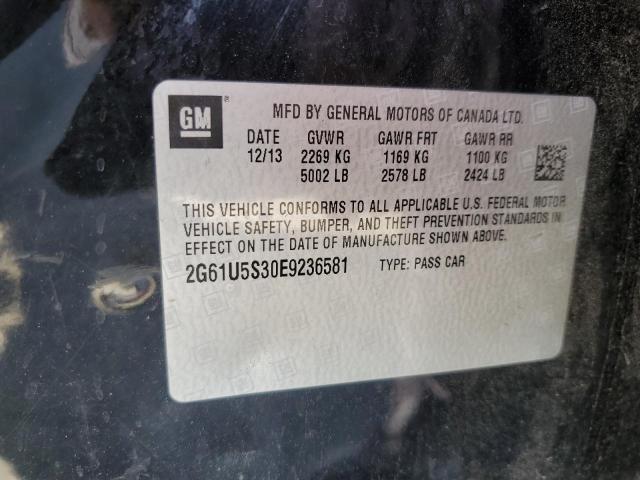 GM®
MFD BY GENERAL MOTORS OF CANADA LTD.
DATE GVWR GAWR FRT GAWR RR
12/13 2269 KG 1169 KG 1100 KG
5002 LB 2578 LB 2424 LB
THIS VEHICLE CONFORMS TO ALL APPLICABLE U.S. FEDERAL MOTOR
VEHICLE SAFETY, BUMPER, AND THEFT PREVENTION STANDARDS IN
EFFECT ON THE DATE OF MANUFACTURE SHOWN ABOVE.
2G61U5S30E9236581 TYPE: PASS CAR